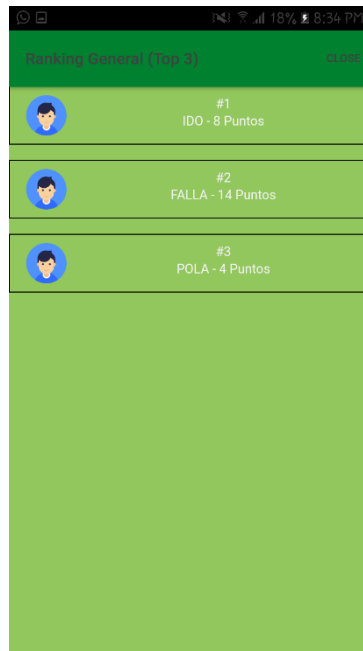 18% 8:34 PM
Ranking General (Top 3) CLOSE
#1
IDO - 8 Puntos
#2
FALLA - 14 Puntos
#3
POLA - 4 Puntos